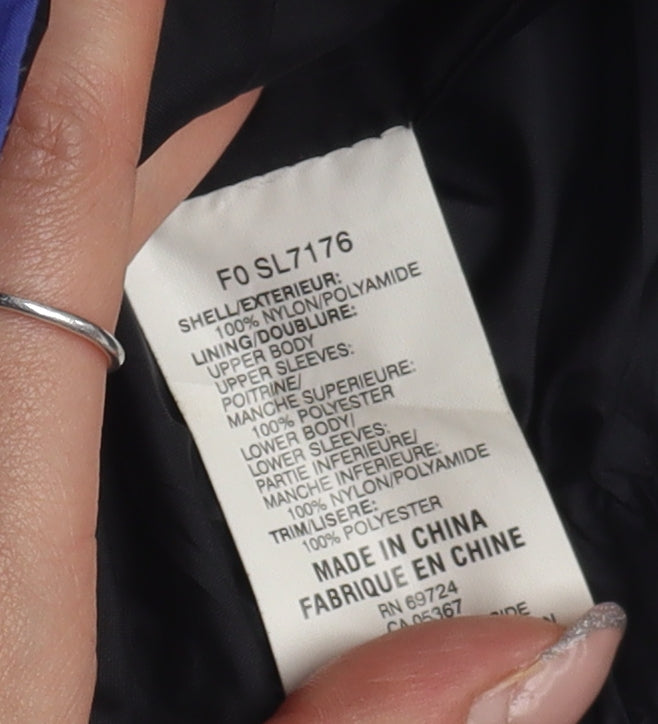 F0 SL7176
SHELL/EXTERIEUR:
100% NYLON/POLYAMIDE
LINING/DOUBLURE:
UPPER BODY
UPPER SLEEVES:
POITRINE/
MANCHE SUPERIEURE:
100% POLYESTER
LOWER BODY/
LOWER SLEEVES:
PARTIE INFERIEURE/
MANCHE INFERIEURE:
100% NYLON/POLYAMIDE
TRIM/LISERE:
100% POLYESTER
MADE IN CHINA
FABRIQUE EN CHINE
RN 69724
CA 05367